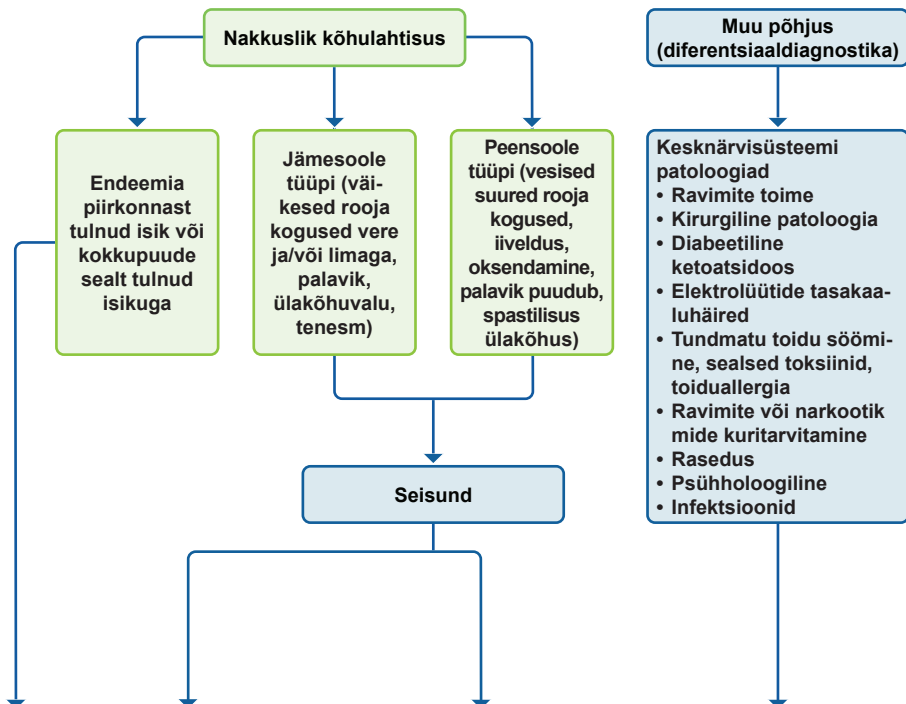 Nakkuslik kõhulahtisus
Muu põhjus
(diferentsiaaldiagnostika)
Endeemia
piirkonnast
tulnud isik või
kokkupuude
sealt tulnud
isikuga
Jämesoole
tüüpi (väi-
kesed rooja
kogused vere
ja/või limaga,
palavik,
ülakõhuvalu,
tenesm)
Peensoole
tüüpi (vesised
suured rooja
kogused,
iiveldus,
oksendamine,
palavik puudub,
spastilisus
ülakõhus)
Kesknärvisüsteemi
patoloogiad
• Ravimite toime
• Kirurgiline patoloogia
• Diabeetiline
ketoatsidoos
• Elektrolüütide tasakaa-
luhäired
• Tundmatu toidu söömi-
ne, sealsed toksiinid,
toiduallergia
• Ravimite või narkootik
mide kuritarvitamine
• Rasedus
• Psühholoogiline
• Infektsioonid
Seisund